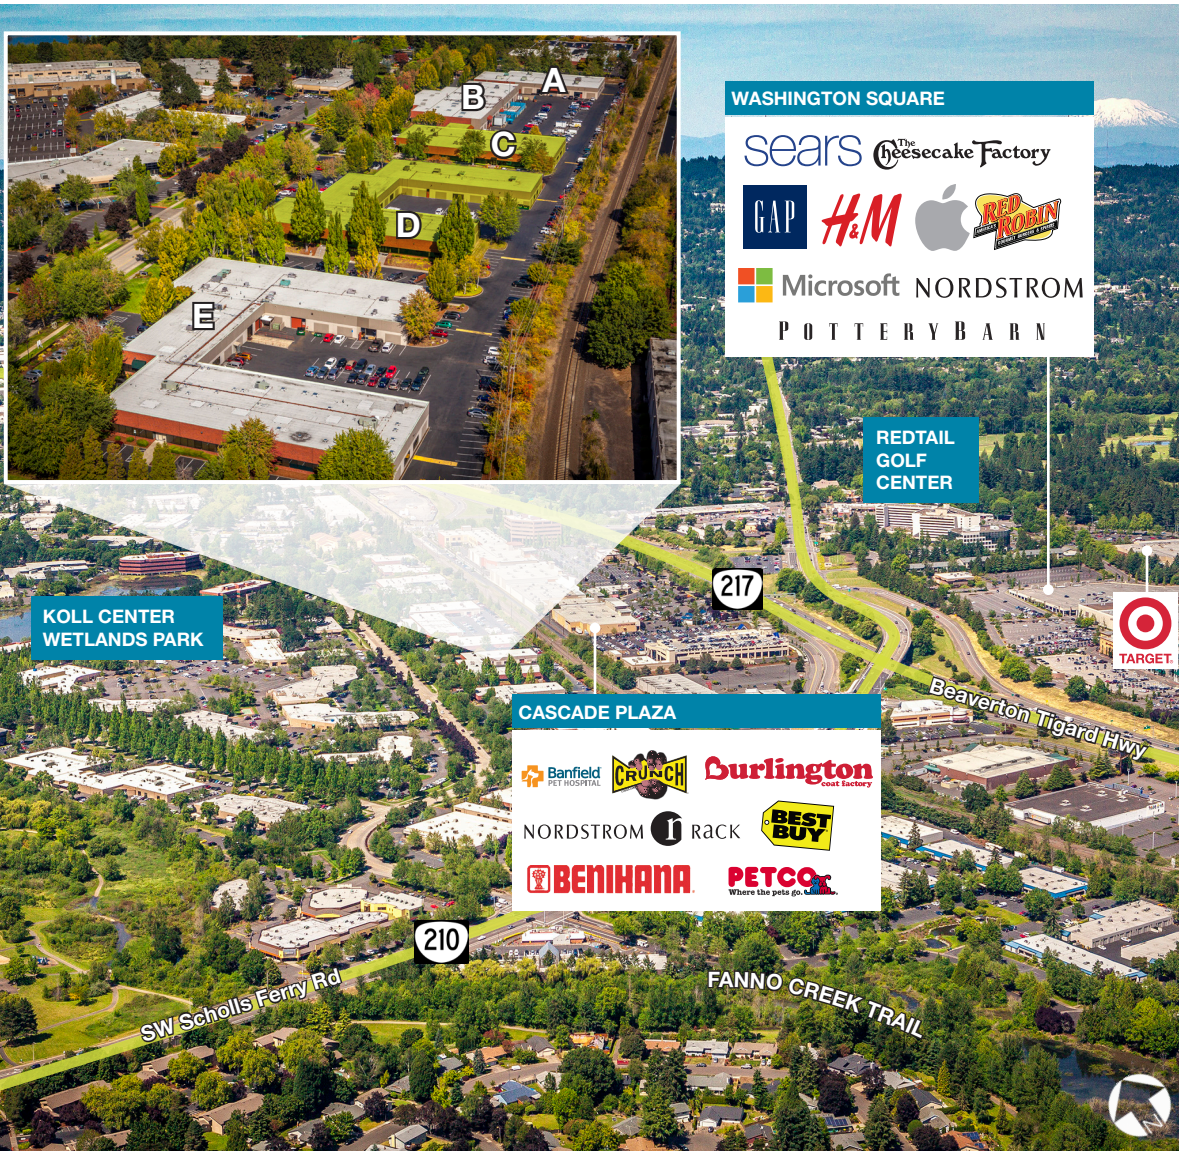 A
B
C
D
E
WASHINGTON SQUARE
sears
The Cheesecake Factory
GAP
H&M
RED ROBIN
Microsoft
NORDSTROM
POTTERYBARN
REDTAIL
GOLF
CENTER
217
KOLL CENTER
WETLANDS PARK
TARGET
Beaverton Tigard Hwy
CASCADE PLAZA
Banfield
PET HOSPITAL
CRUNCH
Burlington
coat factory
NORDSTROM r RACK
BEST
BUY
BENIHANA
PETCO
Where the pets go.
210
SW Scholls Ferry Rd
FANNO CREEK TRAIL
N